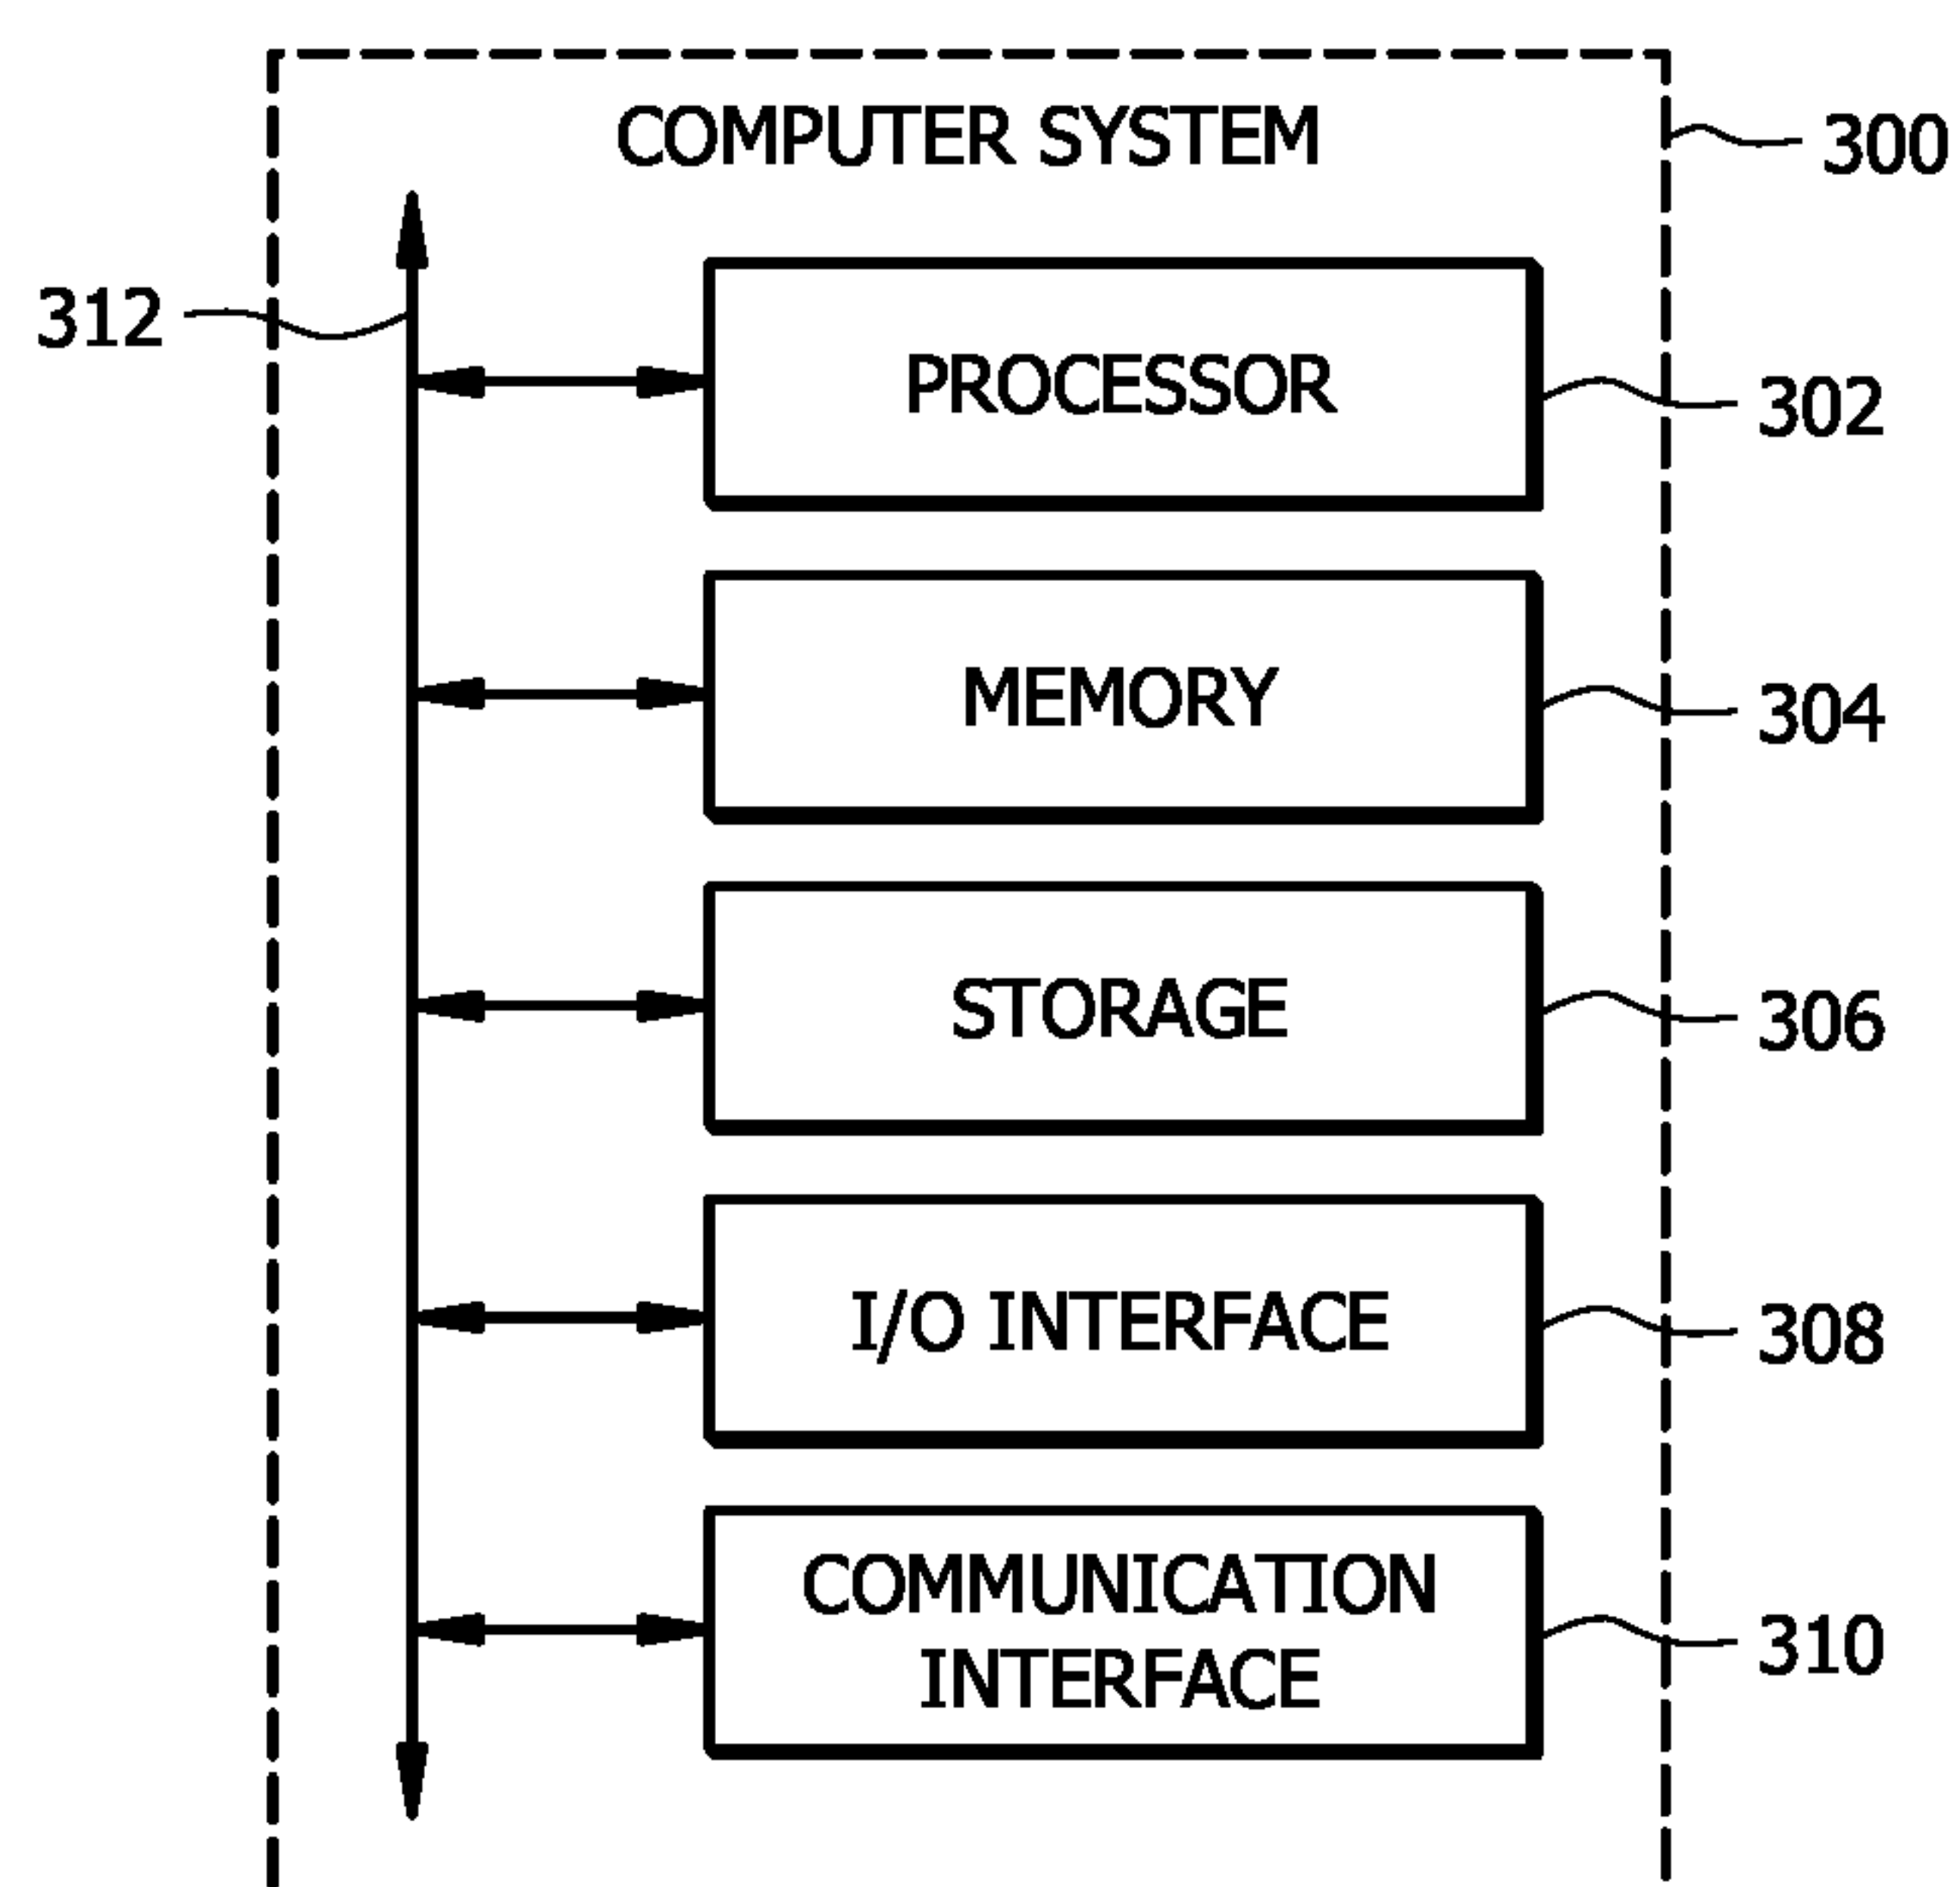 COMPUTER SYSTEM
300
312
PROCESSOR
302
MEMORY
304
STORAGE
306
I/O INTERFACE
308
COMMUNICATION
INTERFACE
310